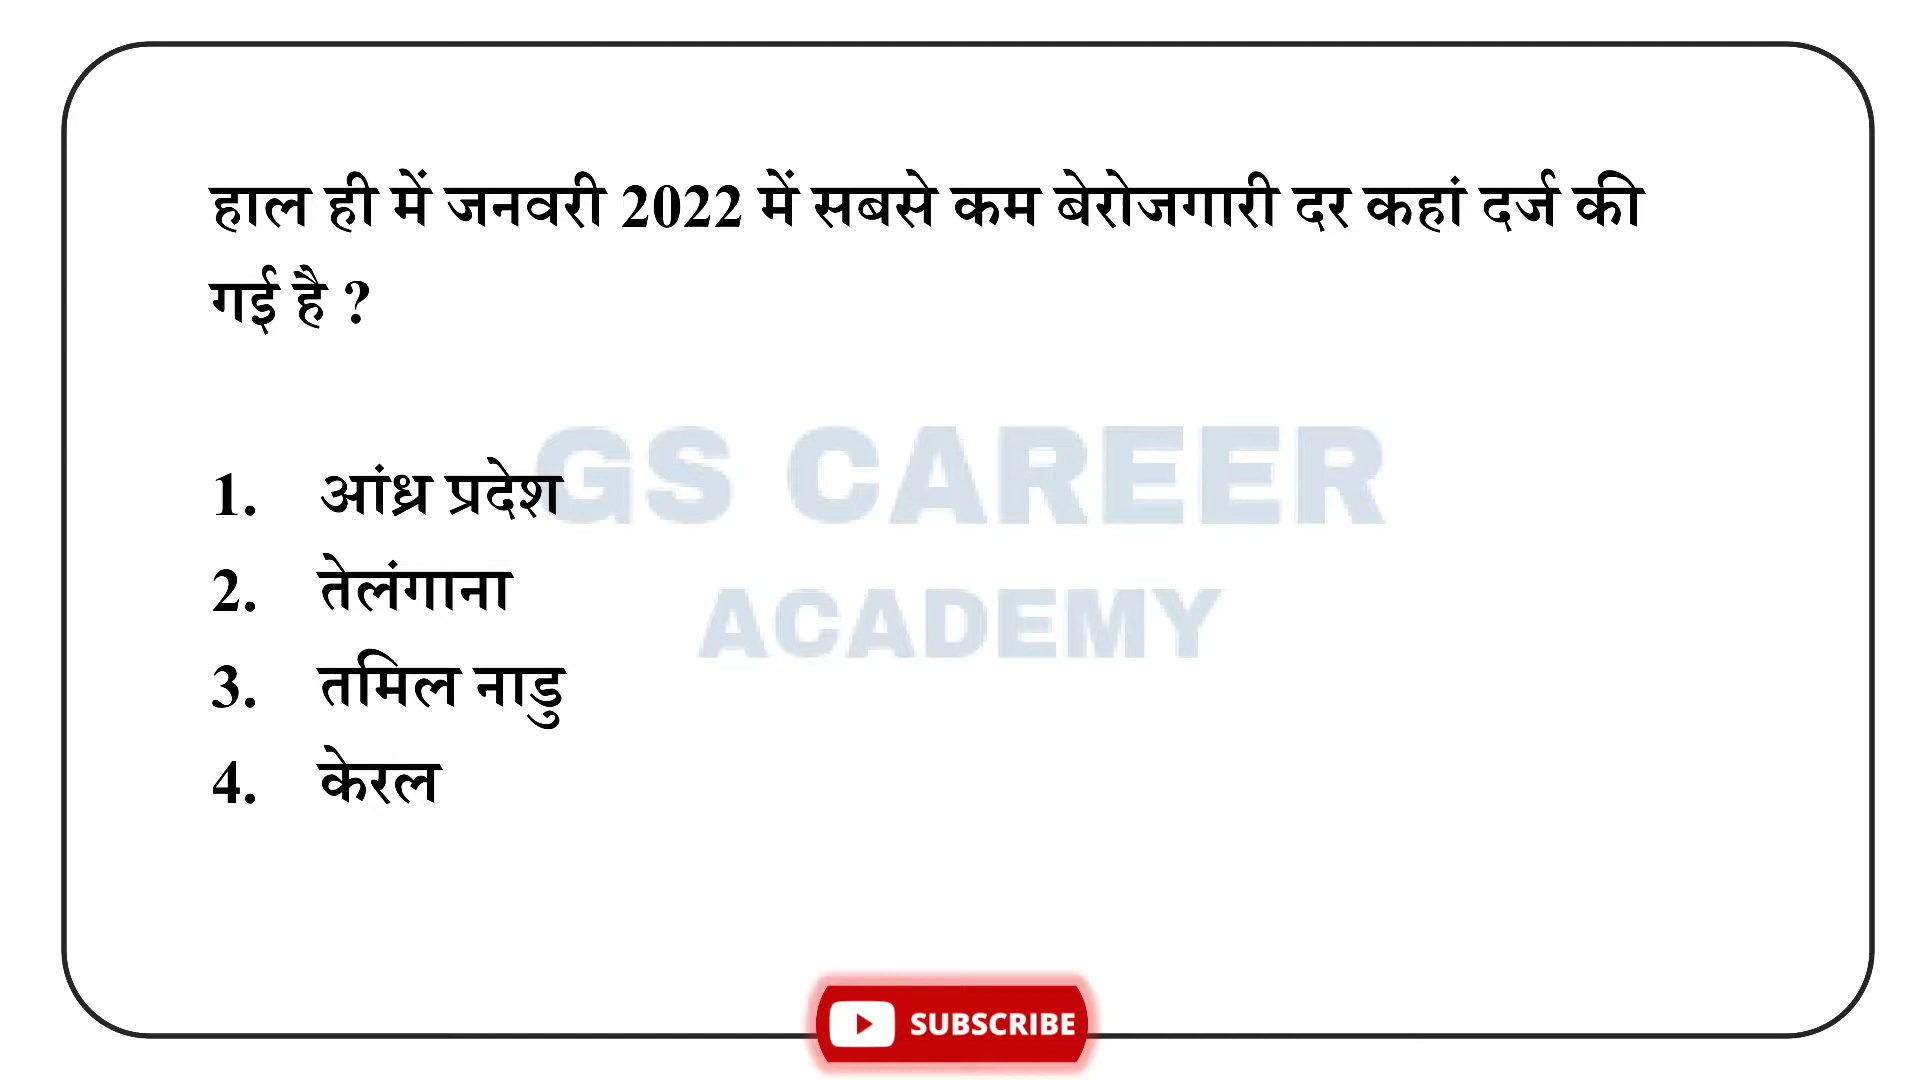 हाल ही में जनवरी 2022 में सबसे कम बेरोजगारी दर कहां दर्ज की
गई है ?
GS CAREER
1. आंध्र प्रदेश
2. तेलंगाना
ACADEMY
3. तमिल नाडु
4. केरल
SUBSCRIBE